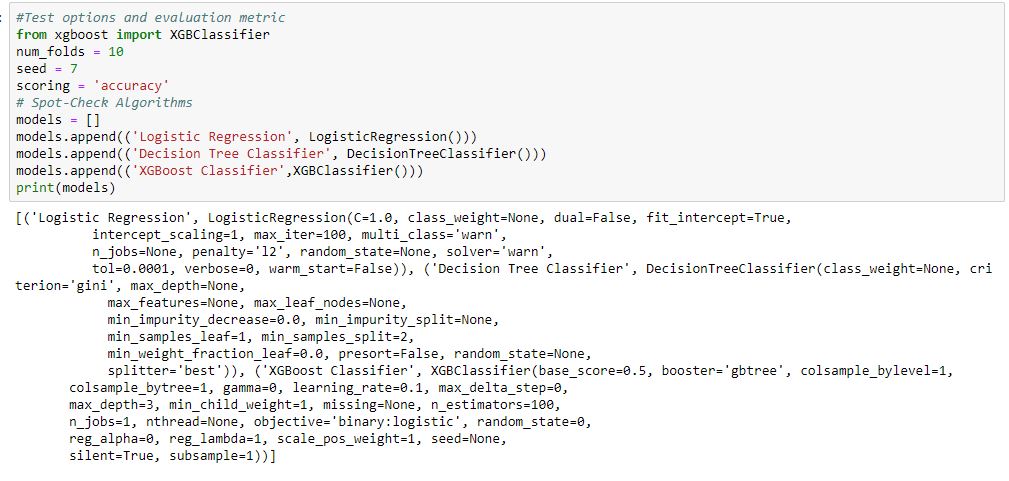 #Test options and evaluation metric
from xgboost import XGBClassifier
num_folds = 10
seed = 7
scoring = 'accuracy'
# Spot-Check Algorithms
models = []
models.append(('Logistic Regression', LogisticRegression()))
models.append(('Decision Tree Classifier', DecisionTreeClassifier()))
models.append(('XGBoost Classifier',XGBClassifier()))
print(models)
[('Logistic Regression', LogisticRegression(C=1.0, class_weight=None, dual=False, fit_intercept=True,
intercept_scaling=1, max_iter=100, multi_class='warn',
n_jobs=None, penalty='l2', random_state=None, solver='warn',
tol=0.0001, verbose=0, warm_start=False)), ('Decision Tree Classifier', DecisionTreeClassifier(class_weight=None, cri
terion='gini', max_depth=None,
max_features=None, max_leaf_nodes=None,
min_impurity_decrease=0.0, min_impurity_split=None,
min_samples_leaf=1, min_samples_split=2,
min_weight_fraction_leaf=0.0, presort=False, random_state=None,
splitter='best')), ('XGBoost Classifier', XGBClassifier(base_score=0.5, booster='gbtree', colsample_bylevel=1,
colsample_bytree=1, gamma=0, learning_rate=0.1, max_delta_step=0,
max_depth=3, min_child_weight=1, missing=None, n_estimators=100,
n_jobs=1, nthread=None, objective='binary:logistic', random_state=0,
reg_alpha=0, reg_lambda=1, scale_pos_weight=1, seed=None,
silent=True, subsample=1))]